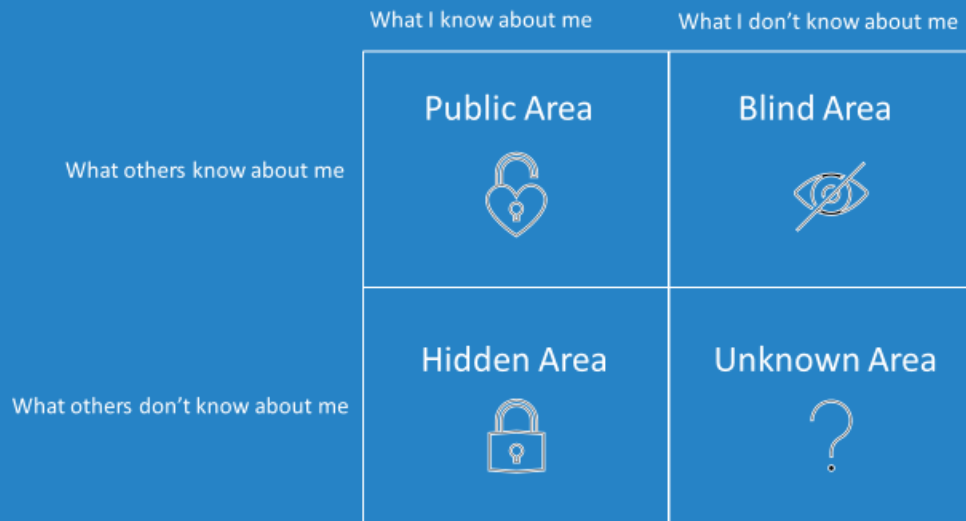 What I know about me
What I don’t know about me
Public Area
Blind Area
What others know about me
Hidden Area
Unknown Area
What others don’t know about me